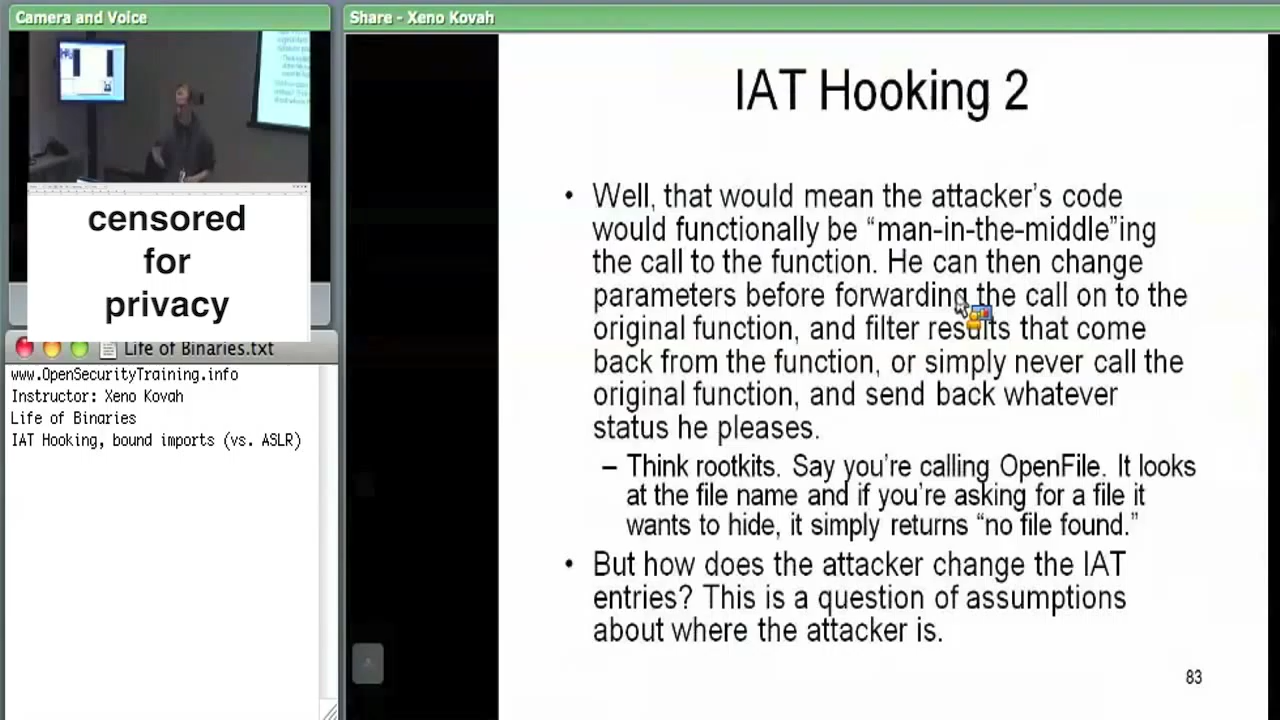 Camera and Voice
Share - Xeno Kovah
censored
for
privacy
Life of Binaries.txt
www.OpenSecurityTraining.info
Instructor: Xeno Kovah
Life of Binaries
IAT Hooking, bound imports (vs. ASLR)
IAT Hooking 2
• Well, that would mean the attacker's code
would functionally be “man-in-the-middle”ing
the call to the function. He can then change
parameters before forwarding the call on to the
original function, and filter results that come
back from the function, or simply never call the
original function, and send back whatever
status he pleases.
– Think rootkits. Say you're calling OpenFile. It looks
at the file name and if you're asking for a file it
wants to hide, it simply returns “no file found.”
• But how does the attacker change the IAT
entries? This is a question of assumptions
about where the attacker is.
83